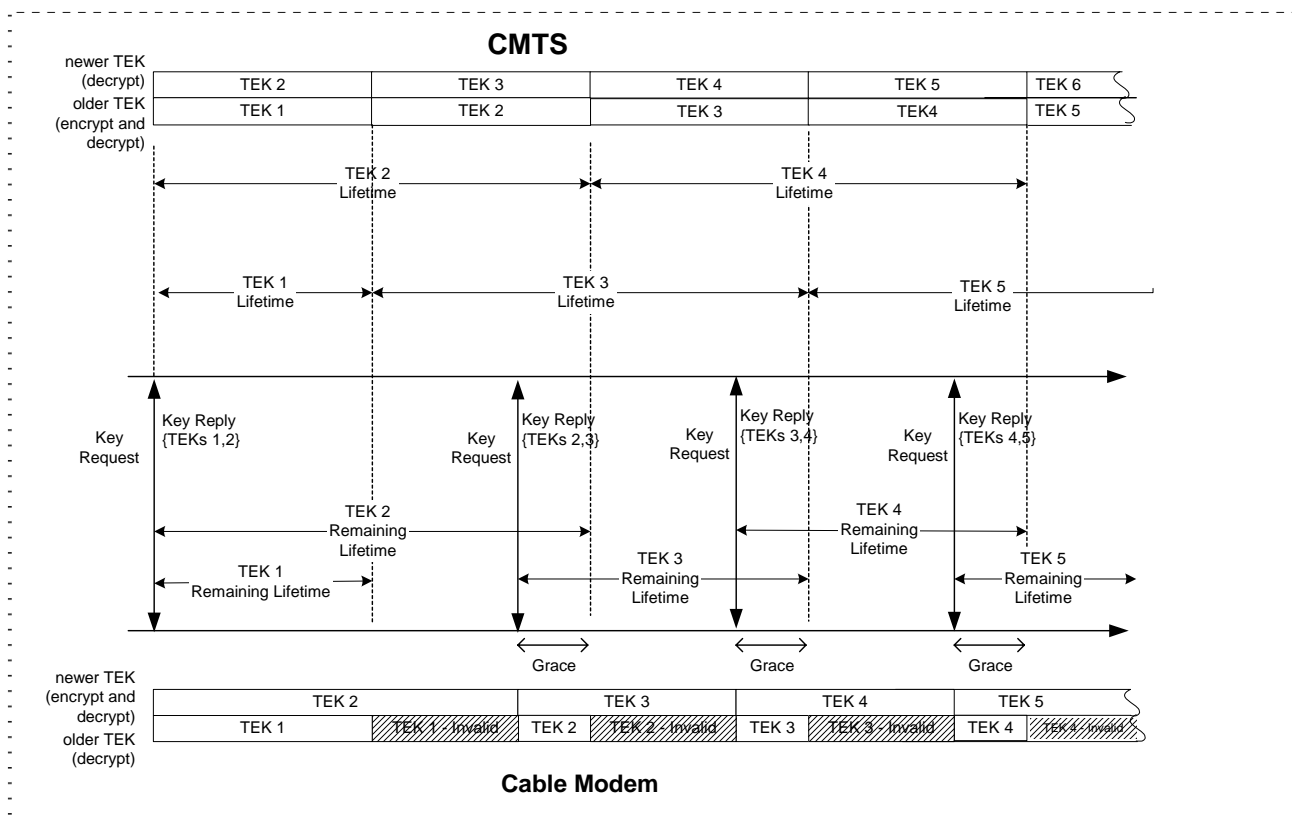 CMTS
newer TEK
(decrypt)
TEK 2
TEK 3
TEK 4
TEK 5
TEK 6
older TEK
(encrypt and
decrypt)
TEK 1
TEK 2
TEK 3
TEK4
TEK 5
TEK 2
Lifetime
TEK 4
Lifetime
TEK 1
Lifetime
TEK 3
Lifetime
TEK 5
Lifetime
Key
Request
Key Reply
{TEKs 1,2}
Key
Request
Key Reply
{TEKs 2,3}
Key
Request
Key Reply
{TEKs 3,4}
Key
Request
Key Reply
{TEKs 4,5}
TEK 2
Remaining
Lifetime
TEK 4
Remaining
Lifetime
TEK 1
Remaining Lifetime
TEK 3
Remaining
Lifetime
TEK 5
Remaining
Lifetime
Grace
Grace
Grace
newer TEK
(encrypt and
decrypt)
TEK 2
TEK 3
TEK 4
TEK 5
older TEK
(decrypt)
TEK 1
TEK 1 - Invalid
TEK 2
TEK 2 - Invalid
TEK 3
TEK 3 - Invalid
TEK 4
TEK 4 - Invalid
Cable Modem